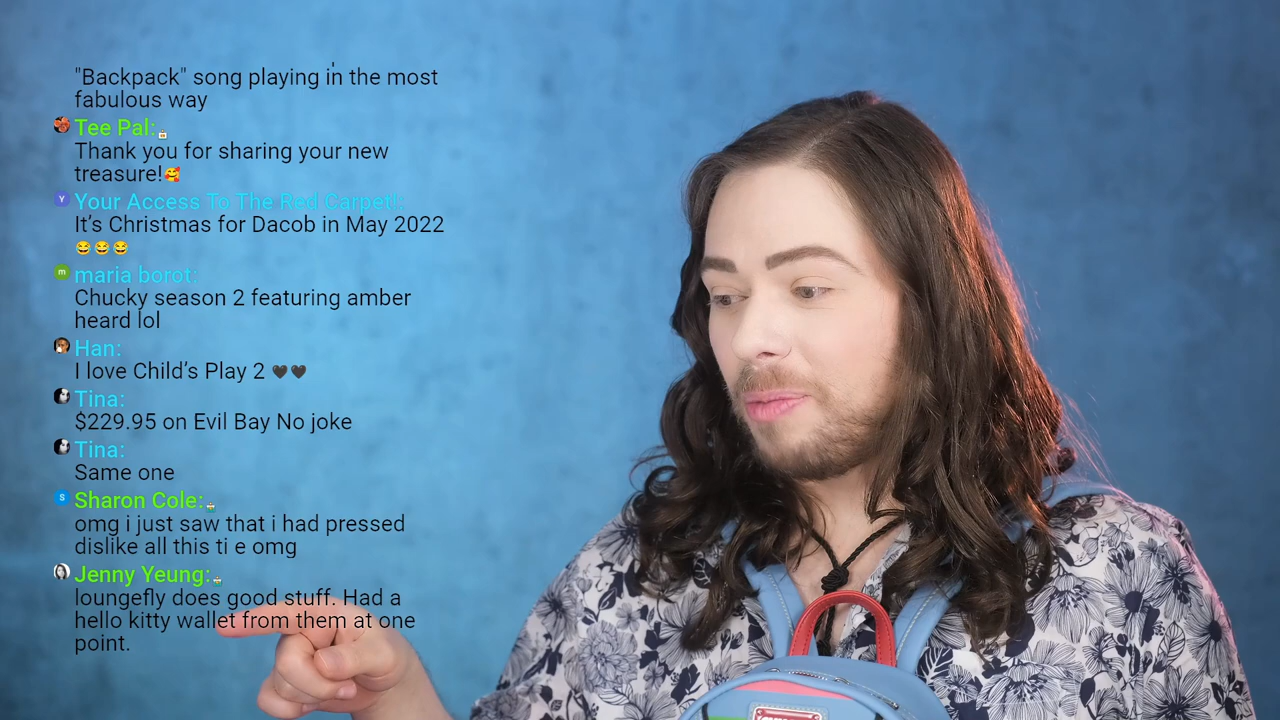 "Backpack" song playing in the most
fabulous way
Tee Pal:
Thank you for sharing your new
treasure!🥰
Y
Your Access To The Red Carpet!:
It’s Christmas for Dacob in May 2022
😂😂😂
m
maria borot:
Chucky season 2 featuring amber
heard lol
Han:
I love Child’s Play 2 🖤🖤
Tina:
$229.95 on Evil Bay No joke
Tina:
Same one
S
Sharon Cole:
omg i just saw that i had pressed
dislike all this ti e omg
Jenny Yeung:
loungefly does good stuff. Had a
hello kitty wallet from them at one
point.